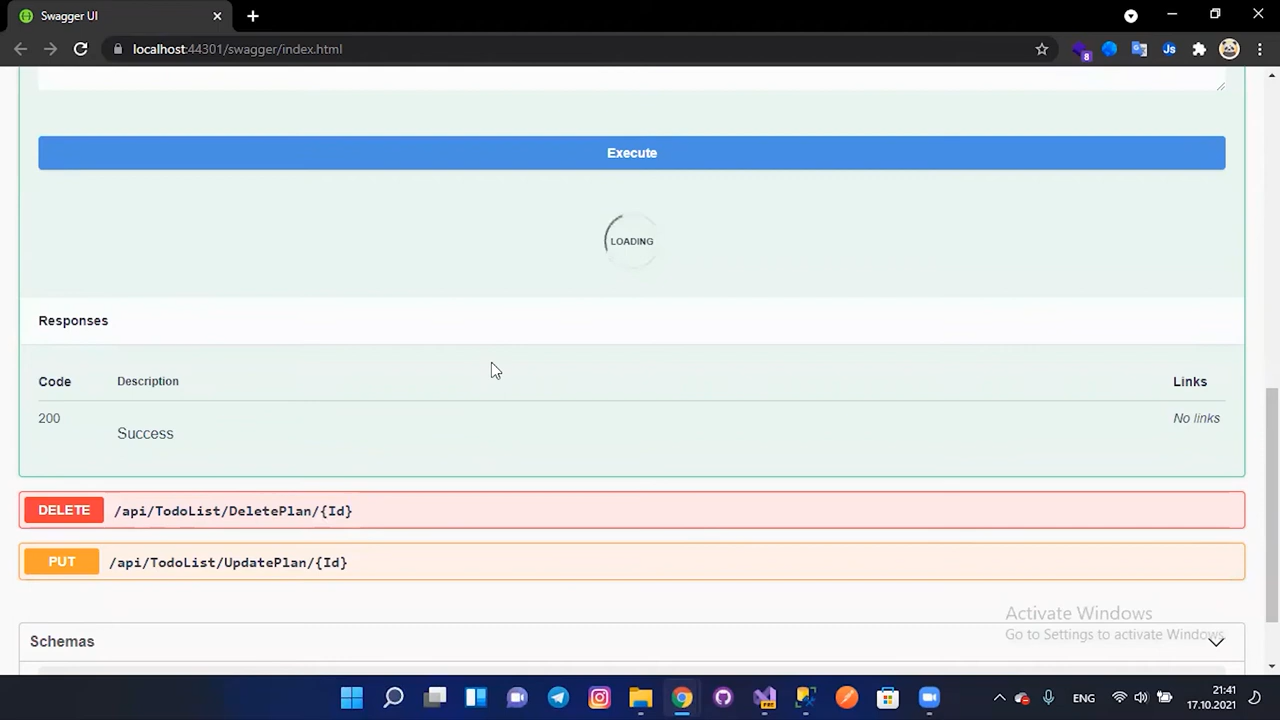 Swagger UI
localhost:44301/swagger/index.html
8
Js
Execute
LOADING
Responses
Code Description Links
200 Success No links
DELETE /api/TodoList/DeletePlan/{Id}
PUT /api/TodoList/UpdatePlan/{Id}
Activate Windows
Go to Settings to activate Windows.
Schemas
ENG 21:41
17.10.2021